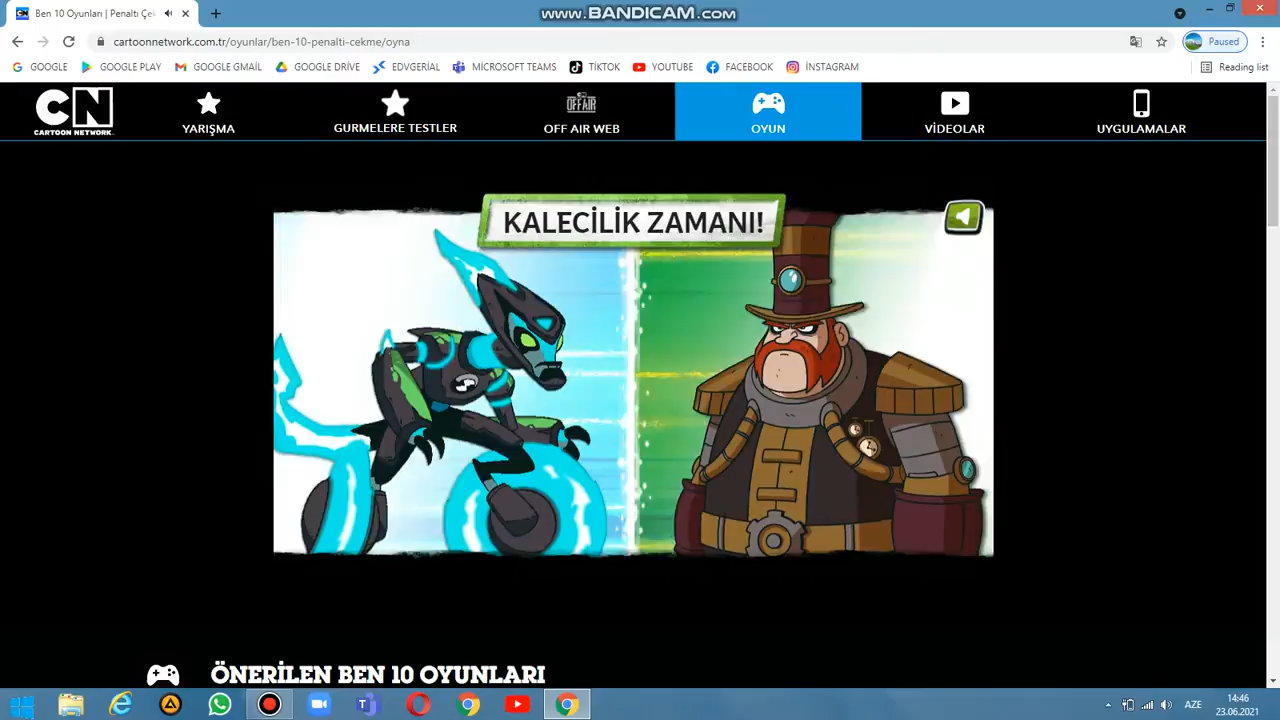 Ben 10 Oyunları | Penaltı Çek
www.BANDICAM.com
cartoonnetwork.com.tr/oyunlar/ben-10-penalti-cekme/oyna
Paused
GOOGLE GOOGLE PLAY GOOGLE GMAİL GOOGLE DRİVE EDVGERİAL MİCROSOFT TEAMS TİKTOK YOUTUBE FACEBOOK İNSTAGRAM Reading list
CN
CARTOON NETWORK
YARIŞMA GURMELERE TESTLER OFF AIR WEB OYUN VİDEOLAR UYGULAMALAR
OFFAIR
KALECİLİK ZAMANI!
ÖNERİLEN BEN 10 OYUNLARI
AZE
14:46
23.06.2021